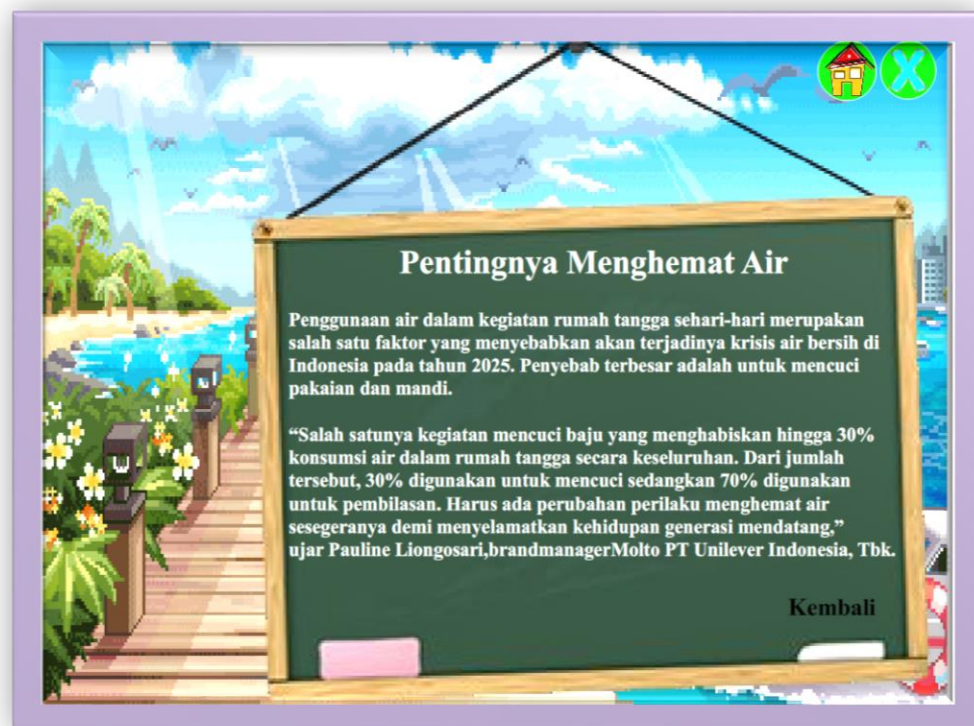 Pentingnya Menghemat Air
Penggunaan air dalam kegiatan rumah tangga sehari-hari merupakan
salah satu faktor yang menyebabkan akan terjadinya krisis air bersih di
Indonesia pada tahun 2025. Penyebab terbesar adalah untuk mencuci
pakaian dan mandi.
“Salah satunya kegiatan mencuci baju yang menghabiskan hingga 30%
konsumsi air dalam rumah tangga secara keseluruhan. Dari jumlah
tersebut, 30% digunakan untuk mencuci sedangkan 70% digunakan
untuk pembilasan. Harus ada perubahan perilaku menghemat air
sesegeranya demi menyelamatkan kehidupan generasi mendatang,”
ujar Pauline Liongosari,brandmanagerMolto PT Unilever Indonesia, Tbk.
Kembali